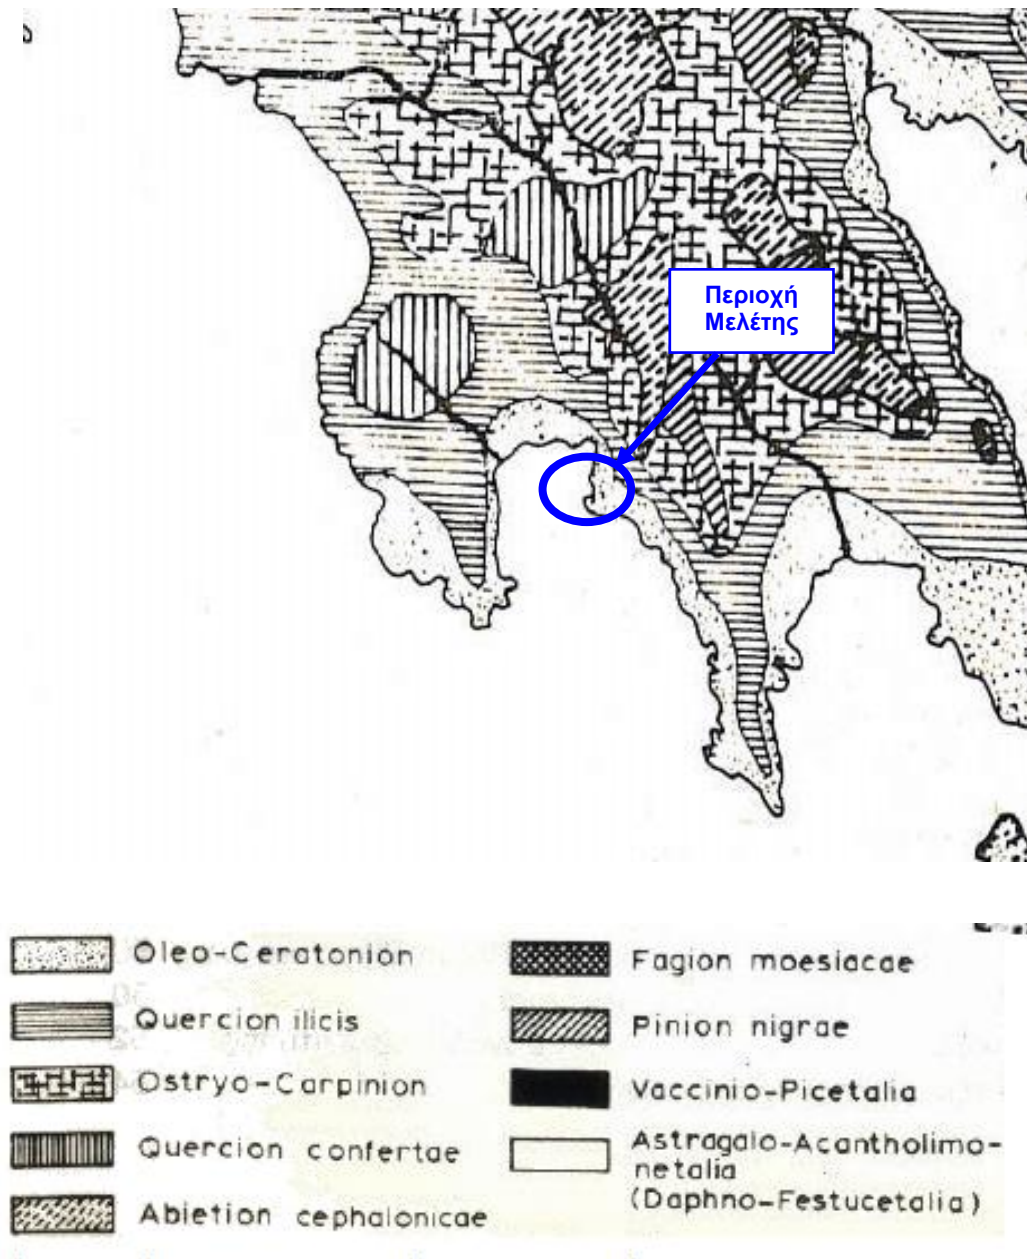 Περιοχή
Μελέτης
Oleo-Ceratonion
Quercion ilicis
Ostryo-Carpinion
Quercion confertae
Abietion cephalonicae
Fagion moesiacae
Pinion nigrae
Vaccinio-Picetalia
Astragalo-Acantholimo-
netalia
(Daphno-Festucetalia)